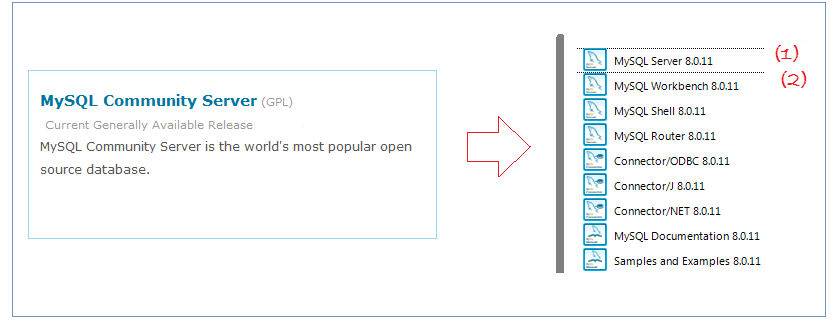 MySQL Community Server (GPL)
Current Generally Available Release
MySQL Community Server is the world's most popular open
source database.
MySQL Server 8.0.11 (1)
(2)
MySQL Workbench 8.0.11
MySQL Shell 8.0.11
MySQL Router 8.0.11
Connector/ODBC 8.0.11
Connector/J 8.0.11
Connector/NET 8.0.11
MySQL Documentation 8.0.11
Samples and Examples 8.0.11